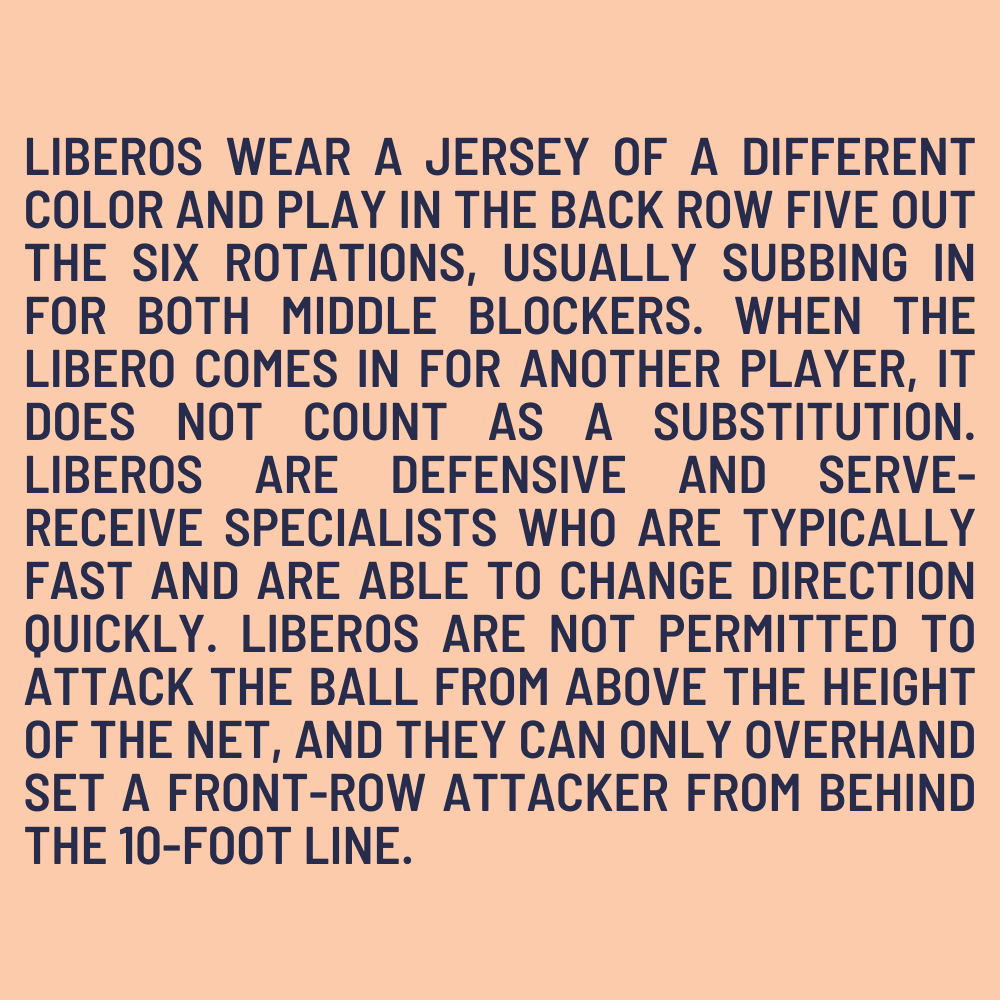 LIBEROS WEAR A JERSEY OF A DIFFERENT
COLOR AND PLAY IN THE BACK ROW FIVE OUT
THE SIX ROTATIONS, USUALLY SUBBING IN
FOR BOTH MIDDLE BLOCKERS. WHEN THE
LIBERO COMES IN FOR ANOTHER PLAYER, IT
DOES NOT COUNT AS A SUBSTITUTION.
LIBEROS ARE DEFENSIVE AND SERVE-
RECEIVE SPECIALISTS WHO ARE TYPICALLY
FAST AND ARE ABLE TO CHANGE DIRECTION
QUICKLY. LIBEROS ARE NOT PERMITTED TO
ATTACK THE BALL FROM ABOVE THE HEIGHT
OF THE NET, AND THEY CAN ONLY OVERHAND
SET A FRONT-ROW ATTACKER FROM BEHIND
THE 10-FOOT LINE.